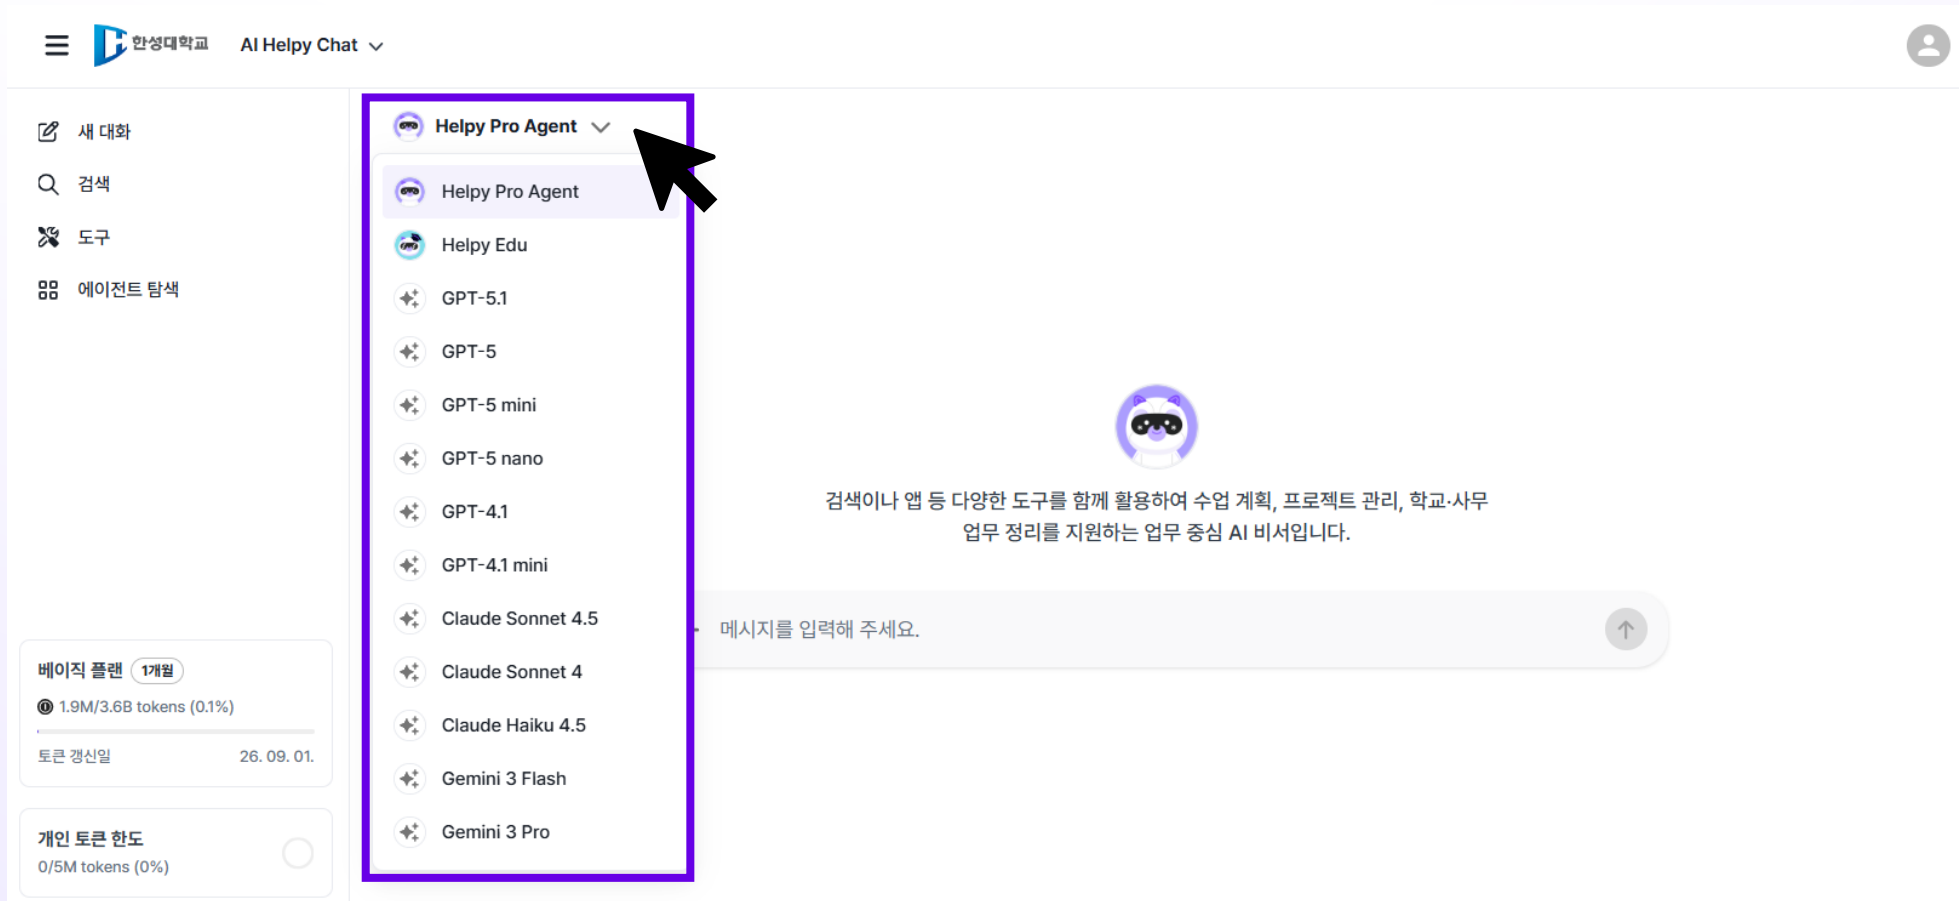 한성대학교
AI Helpy Chat
새 대화
검색
도구
에이전트 탐색
베이직 플랜 1개월
1.9M/3.6B tokens (0.1%)
토큰 갱신일 26. 09. 01.
개인 토큰 한도
0/5M tokens (0%)
Helpy Pro Agent
Helpy Pro Agent
Helpy Edu
GPT-5.1
GPT-5
GPT-5 mini
GPT-5 nano
GPT-4.1
GPT-4.1 mini
Claude Sonnet 4.5
Claude Sonnet 4
Claude Haiku 4.5
Gemini 3 Flash
Gemini 3 Pro
검색이나 앱 등 다양한 도구를 함께 활용하여 수업 계획, 프로젝트 관리, 학교·사무
업무 정리를 지원하는 업무 중심 AI 비서입니다.
메시지를 입력해 주세요.